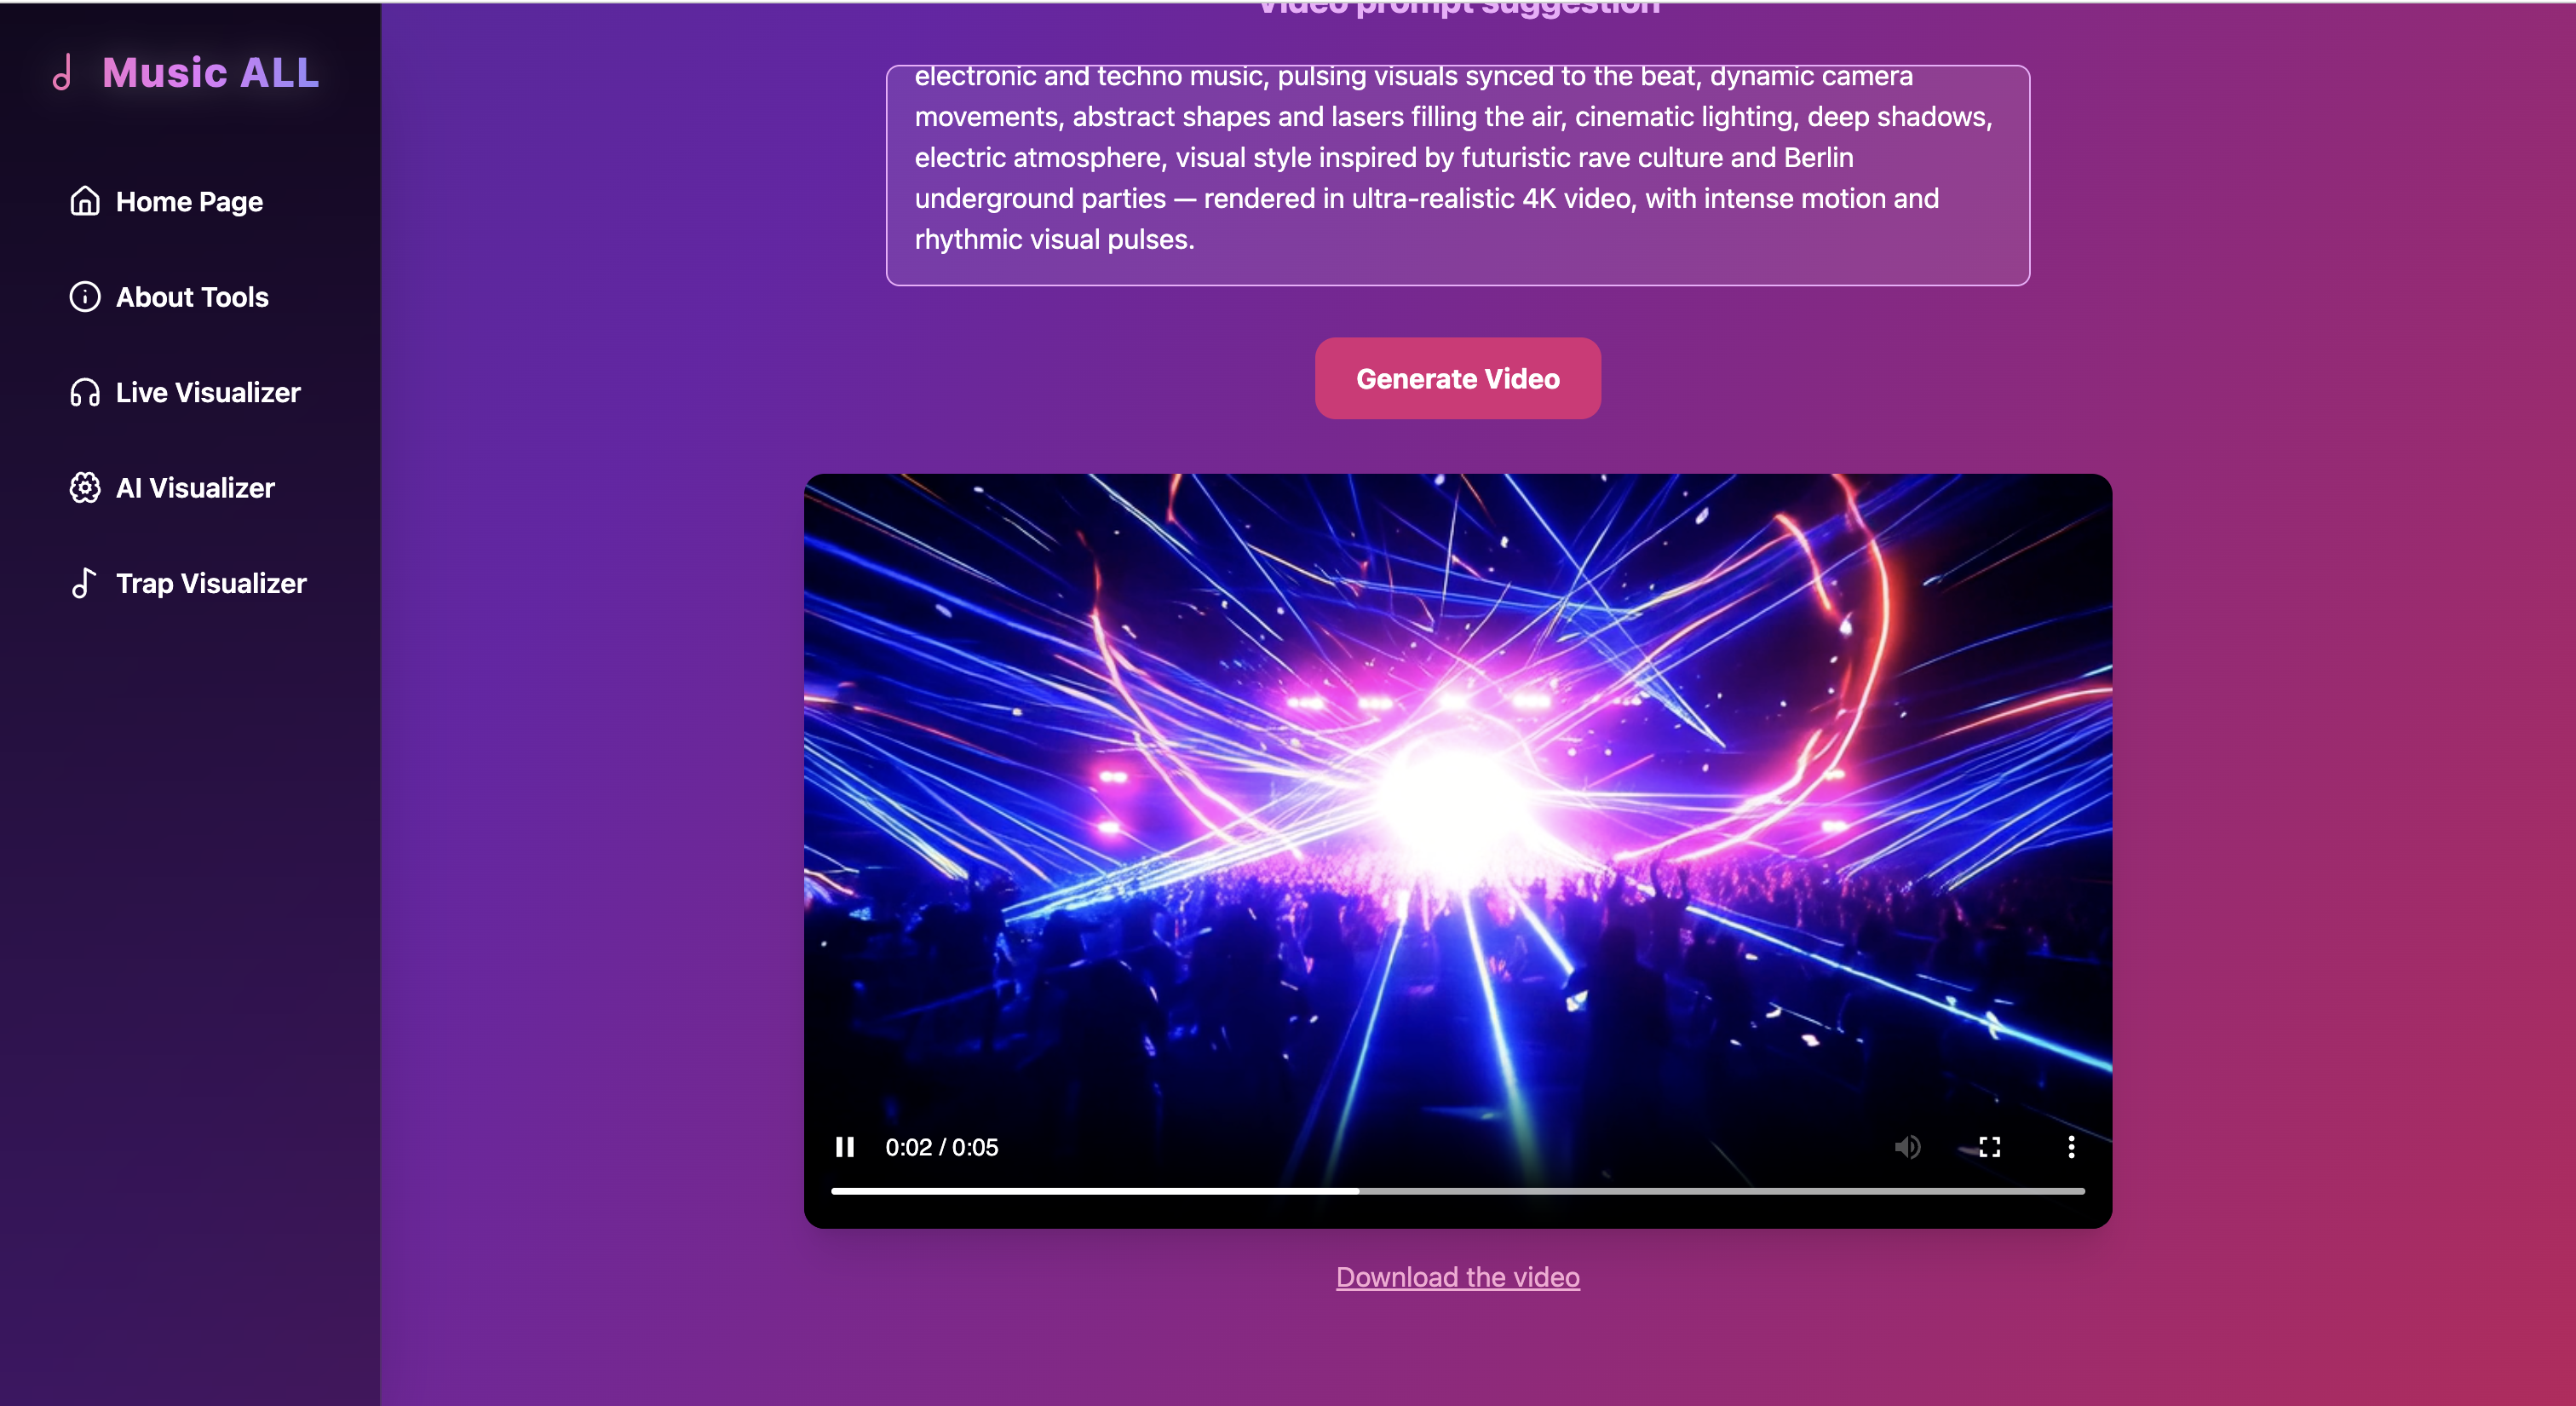 Music ALL
Home Page
About Tools
Live Visualizer
AI Visualizer
Trap Visualizer
Video prompt suggestion
electronic and techno music, pulsing visuals synced to the beat, dynamic camera
movements, abstract shapes and lasers filling the air, cinematic lighting, deep shadows,
electric atmosphere, visual style inspired by futuristic rave culture and Berlin
underground parties — rendered in ultra-realistic 4K video, with intense motion and
rhythmic visual pulses.
Generate Video
0:02 / 0:05
Download the video